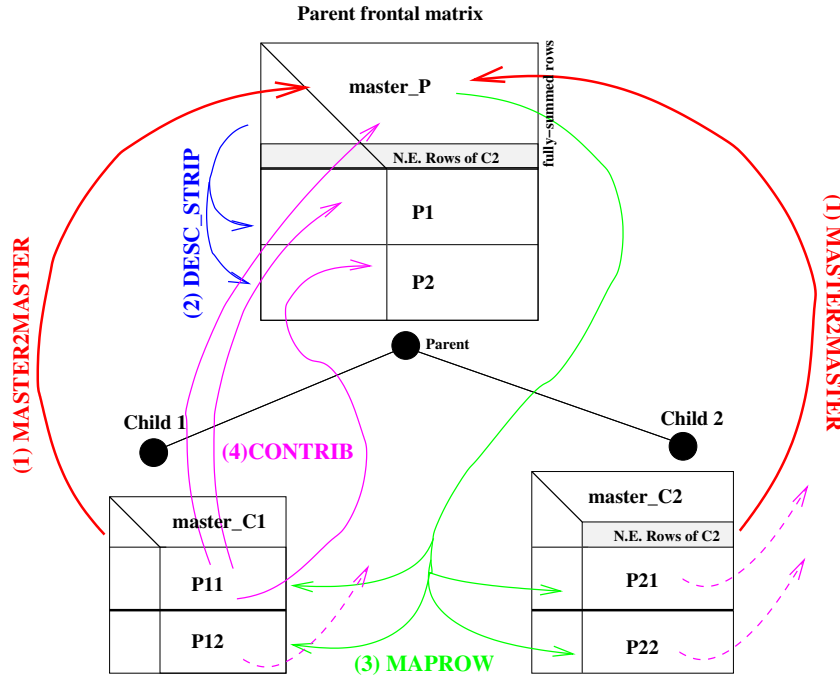 Parent frontal matrix
master_P
fully−summed rows
N.E. Rows of C2
P1
P2
(2) DESC_STRIP
(1) MASTER2MASTER
(1) MASTER2MASTER
Parent
Child 1
Child 2
(4)CONTRIB
master_C1
P11
P12
master_C2
N.E. Rows of C2
P21
P22
(3) MAPROW